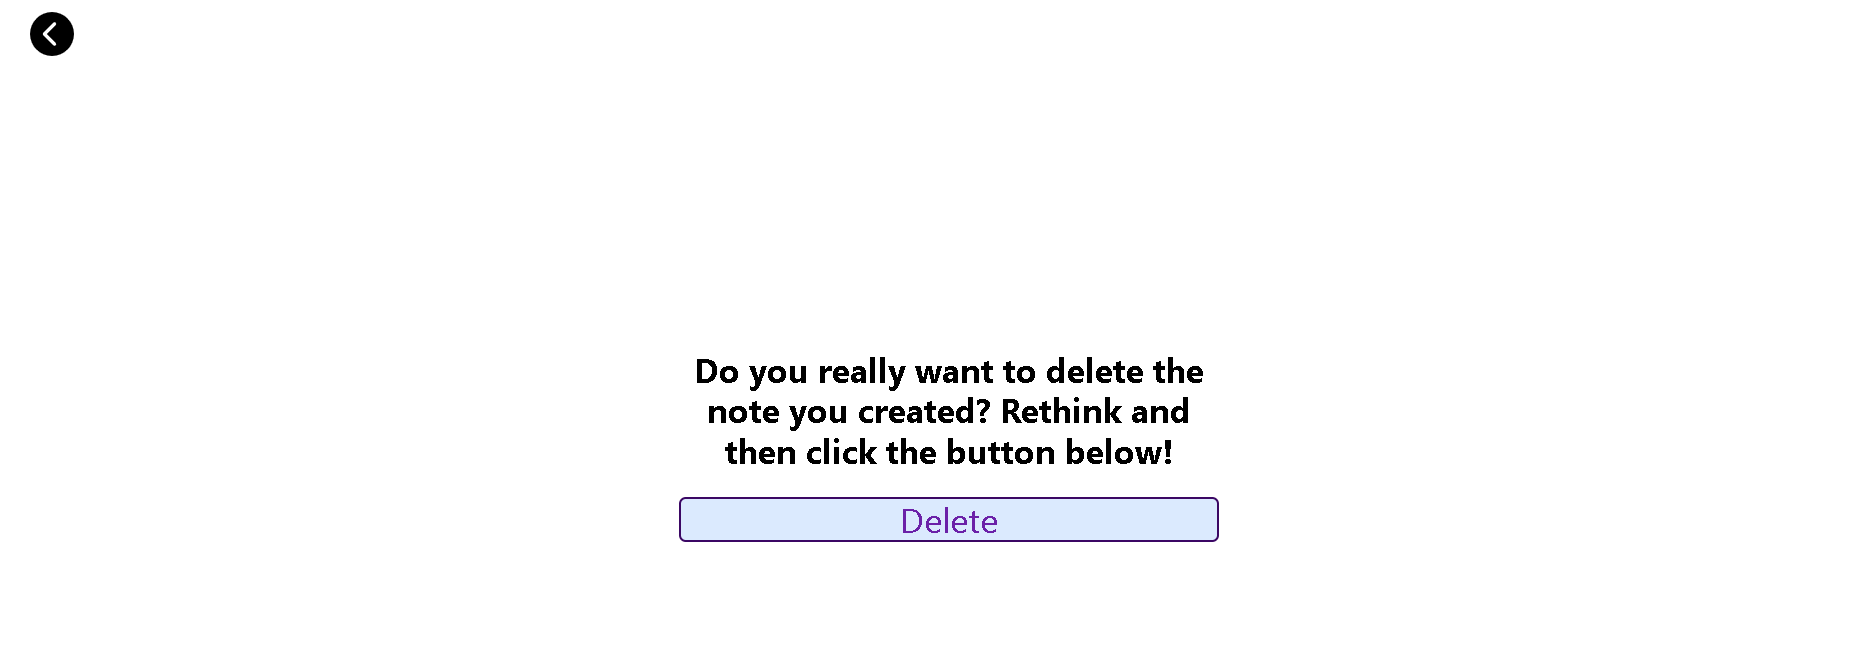 Do you really want to delete the
note you created? Rethink and
then click the button below!
Delete